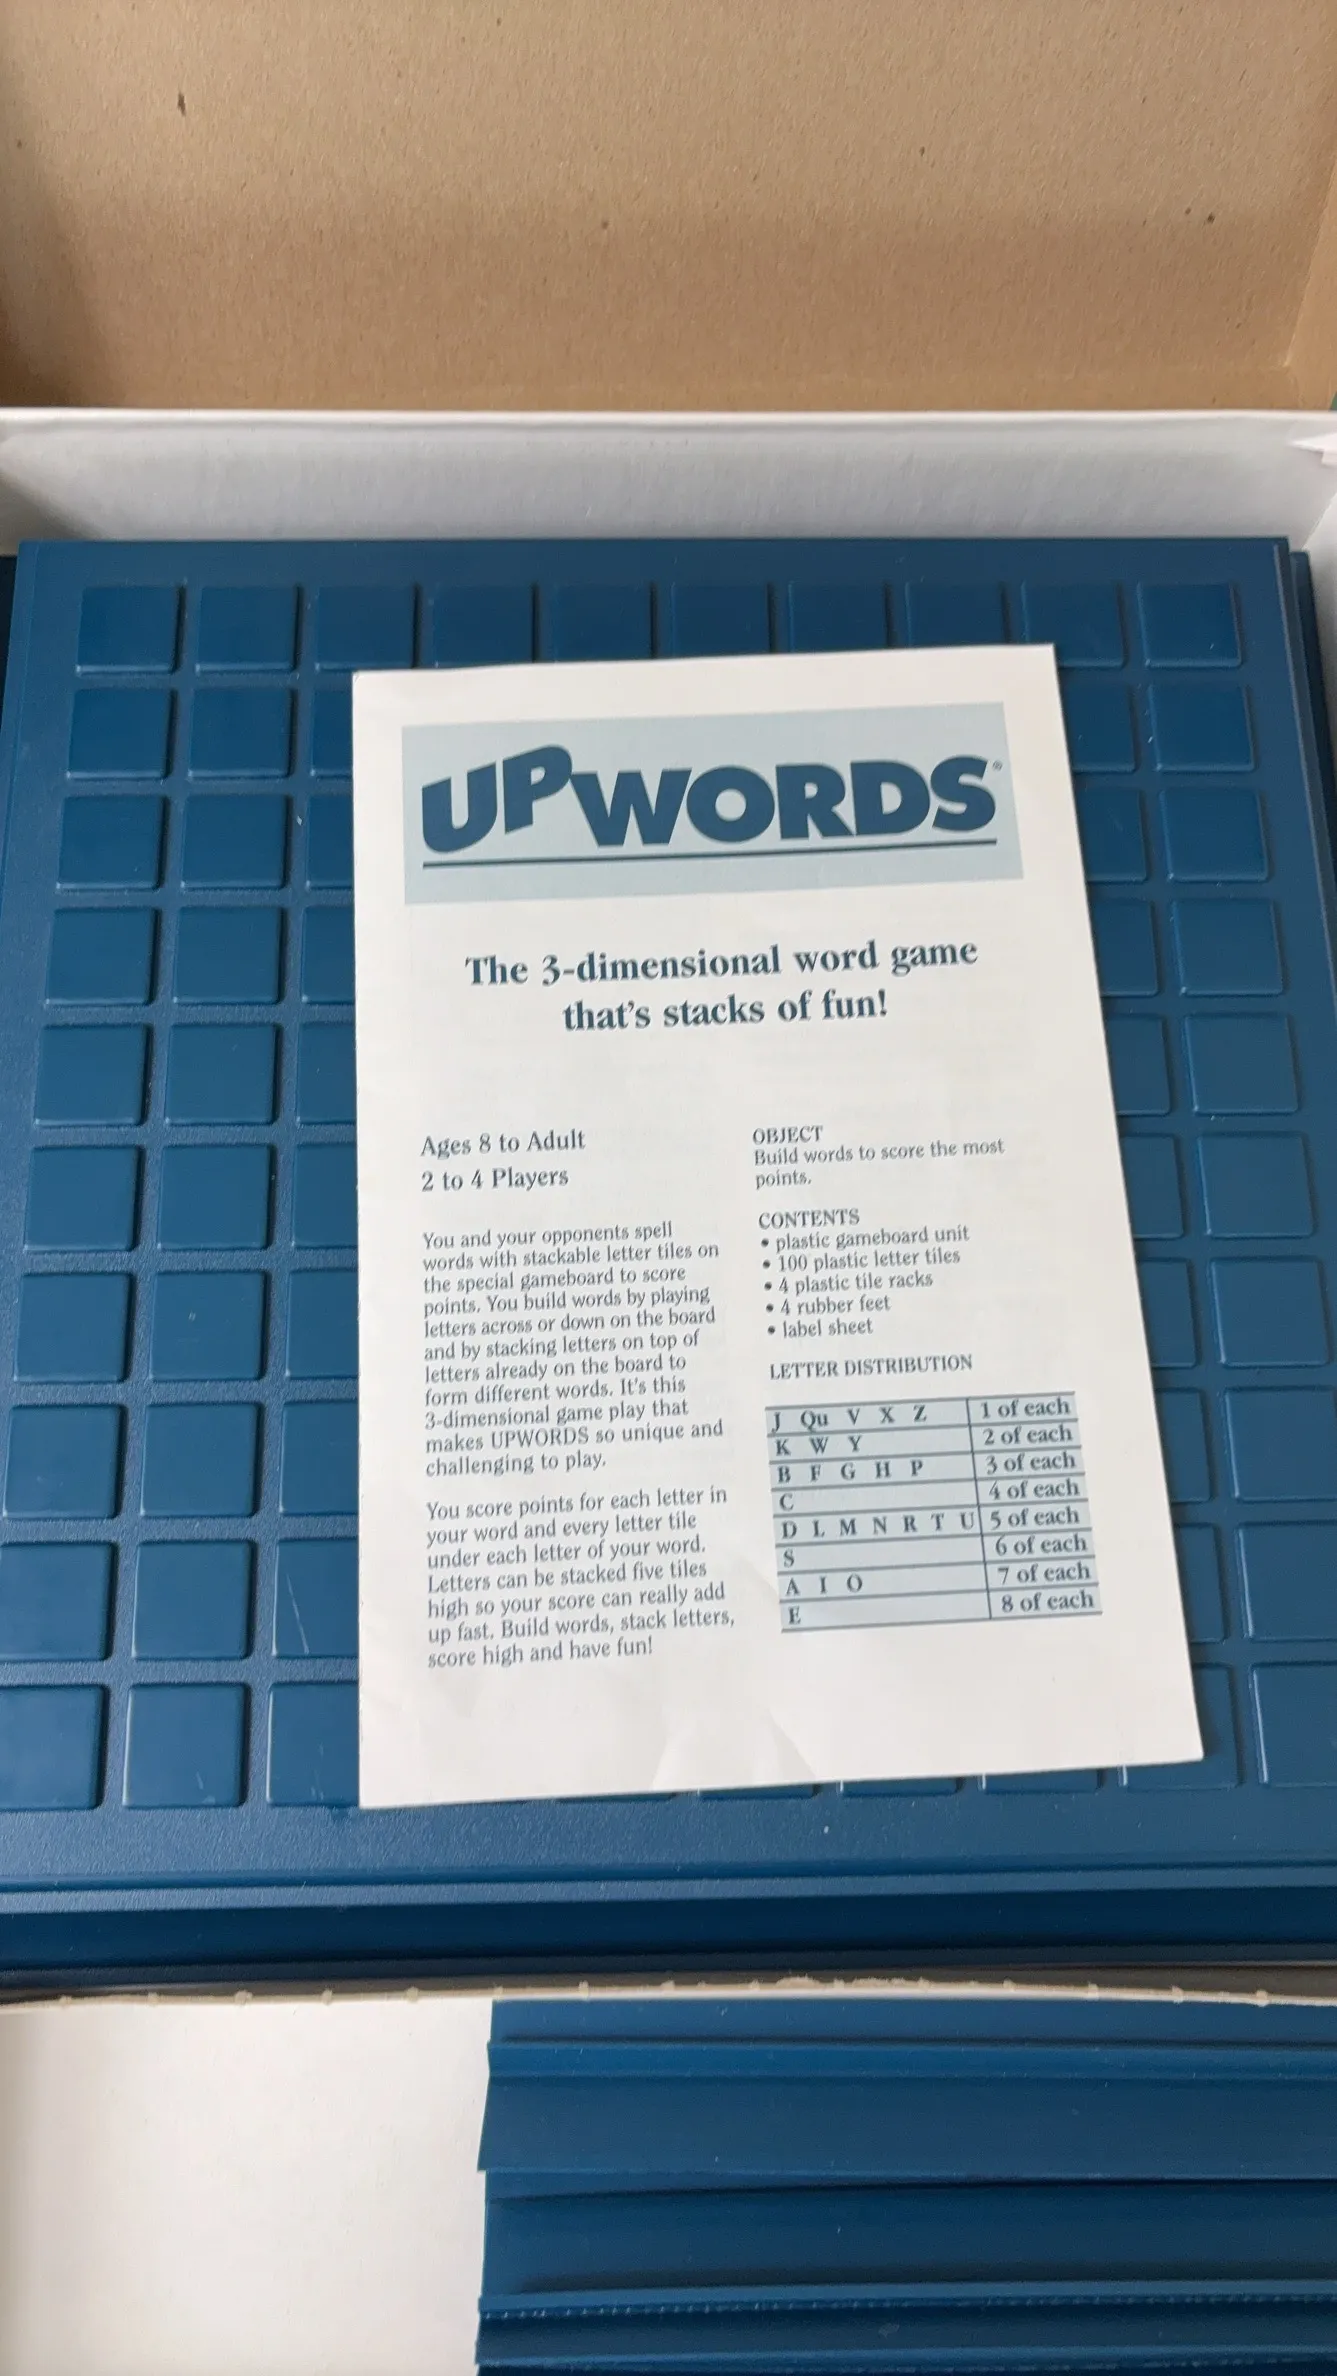 UPWORDS®
The 3-dimensional word game
that's stacks of fun!
Ages 8 to Adult
2 to 4 Players
You and your opponents spell
words with stackable letter tiles on
the special gameboard to score
points. You build words by playing
letters across or down on the board
and by stacking letters on top of
letters already on the board to
form different words. It's this
3-dimensional game play that
makes UPWORDS so unique and
challenging to play.
You score points for each letter in
your word and every letter tile
under each letter of your word.
Letters can be stacked five tiles
high so your score can really add
up fast. Build words, stack letters,
score high and have fun!
OBJECT
Build words to score the most
points.
CONTENTS
• plastic gameboard unit
• 100 plastic letter tiles
• 4 plastic tile racks
• 4 rubber feet
• label sheet
LETTER DISTRIBUTION
J Qu V X Z 1 of each
K W Y 2 of each
B F G H P 3 of each
C 4 of each
D L M N R T U 5 of each
S 6 of each
A I O 7 of each
E 8 of each